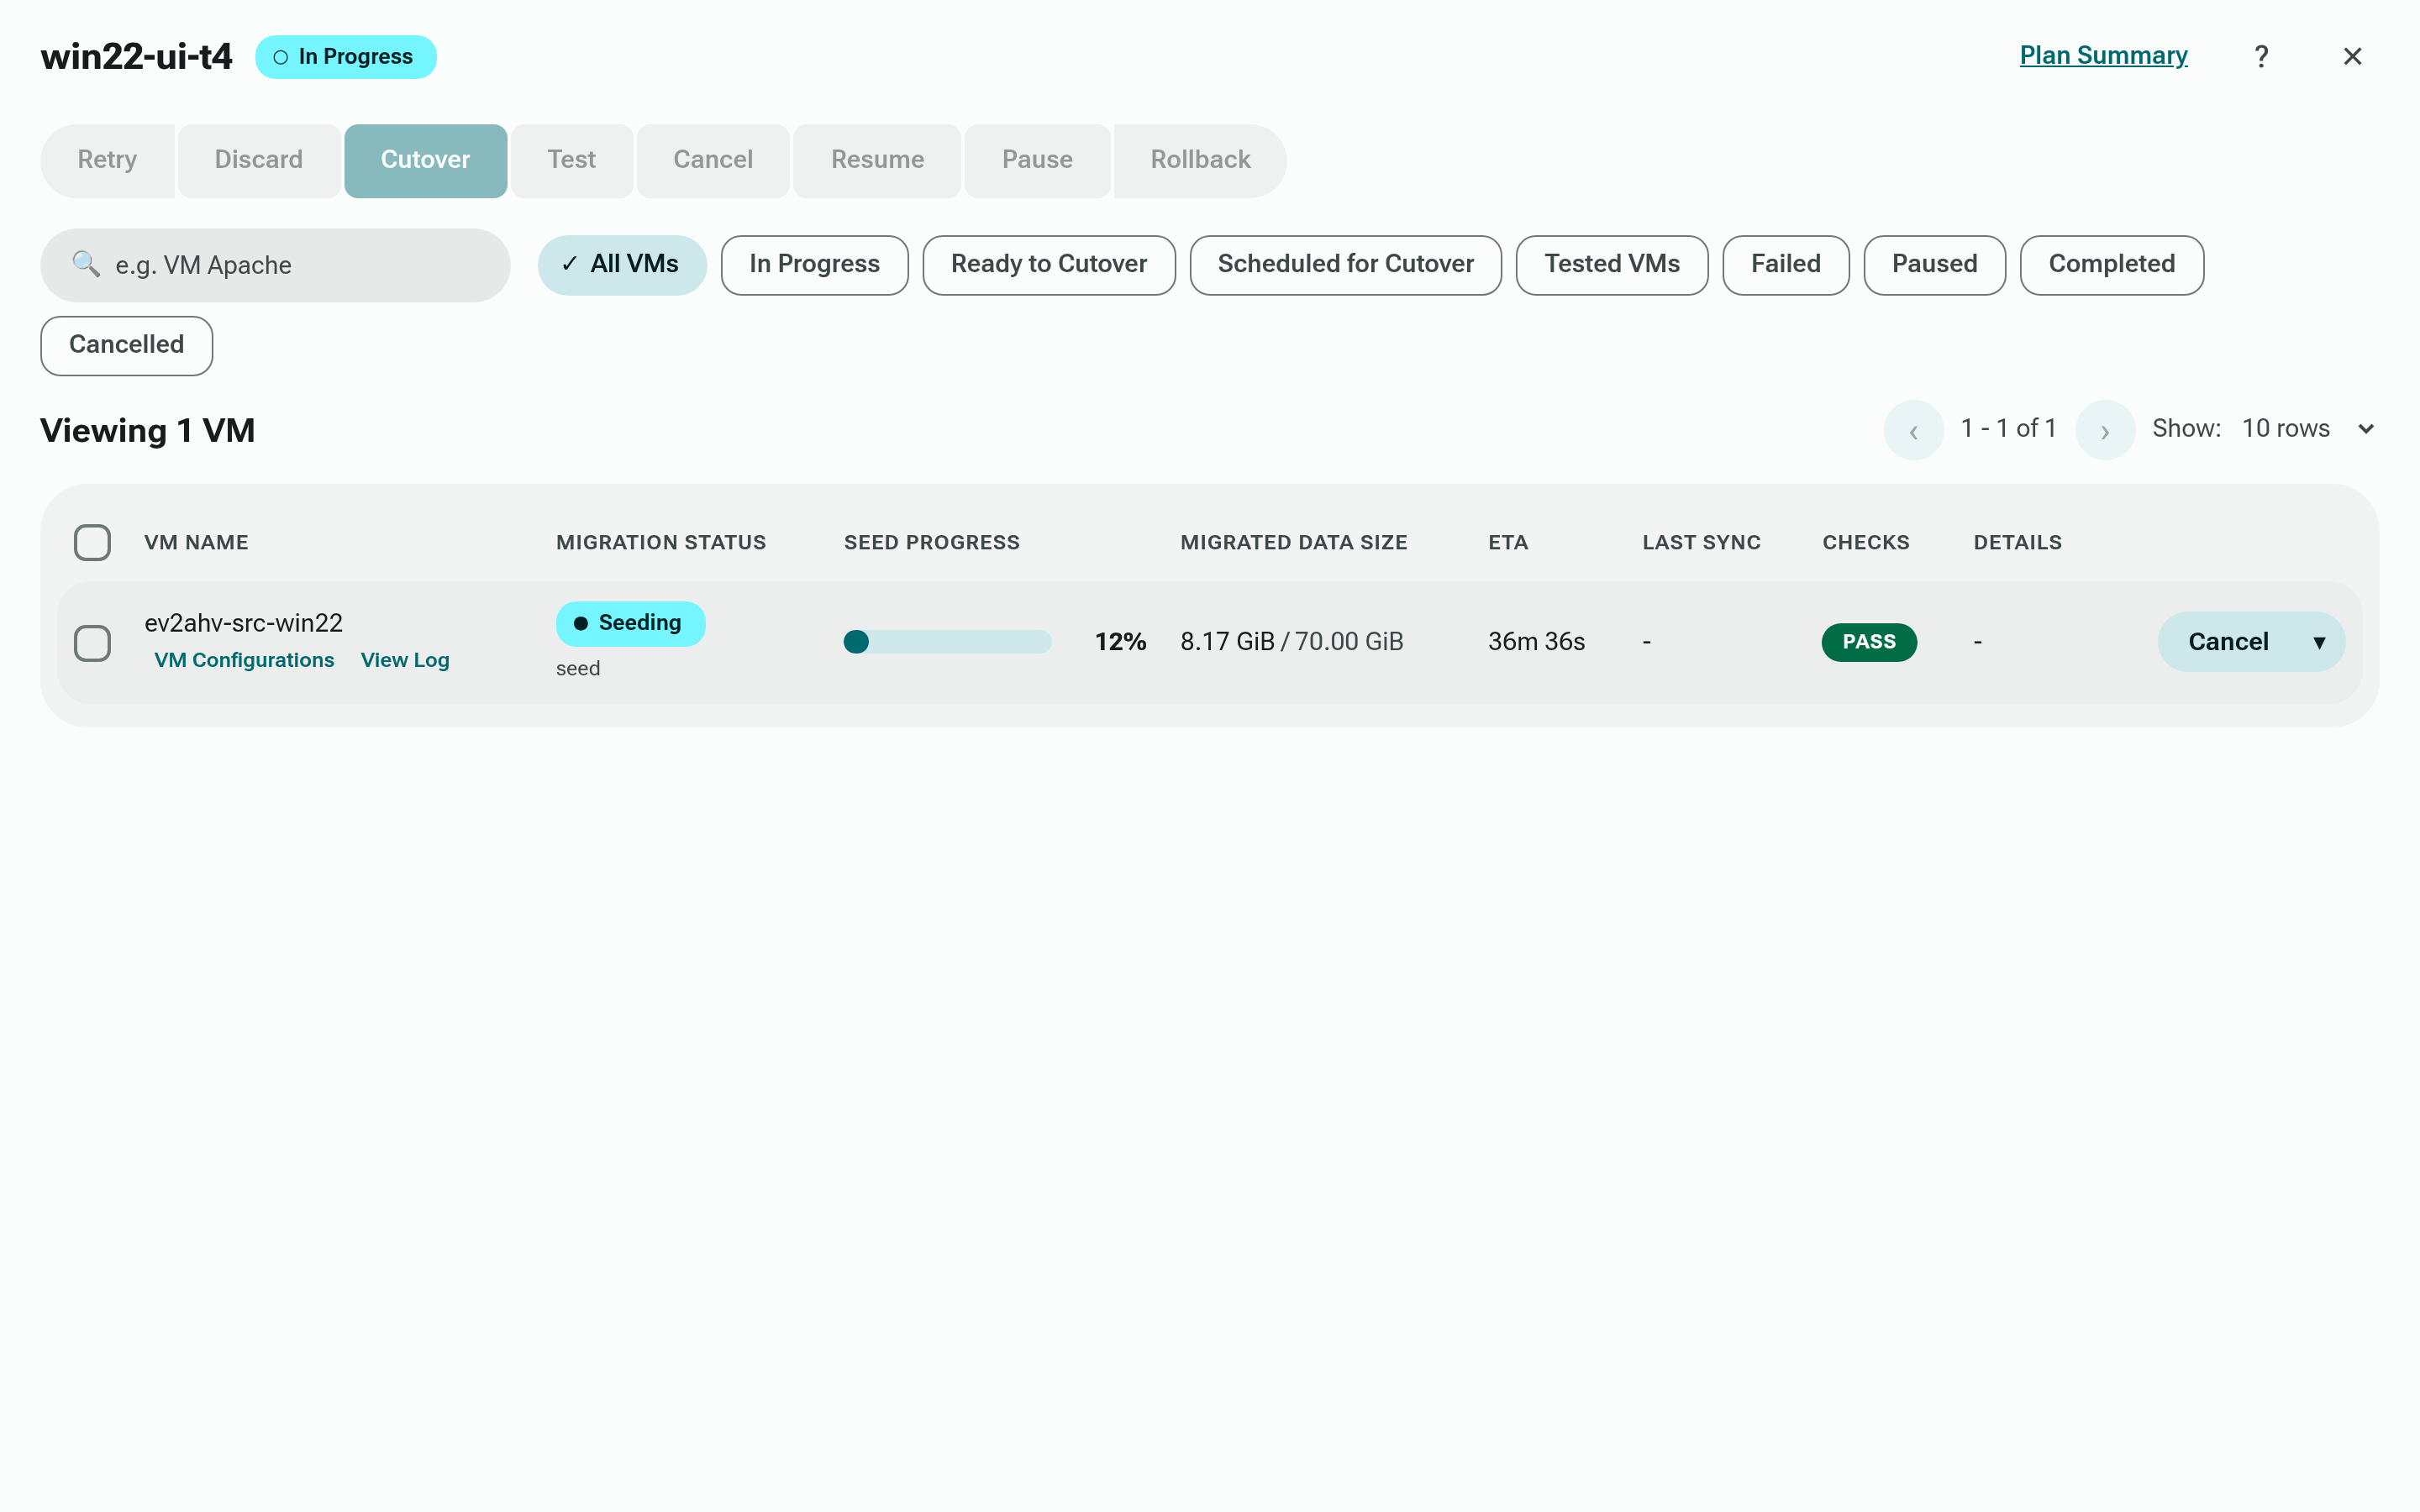 win22-ui-t4 In Progress Plan Summary ? ✕
Retry Discard Cutover Test Cancel Resume Pause Rollback
e.g. VM Apache ✓ All VMs In Progress Ready to Cutover Scheduled for Cutover Tested VMs Failed Paused Completed
Cancelled
Viewing 1 VM ‹ 1 - 1 of 1 › Show: 10 rows
VM NAME MIGRATION STATUS SEED PROGRESS MIGRATED DATA SIZE ETA LAST SYNC CHECKS DETAILS
ev2ahv-src-win22 Seeding
12% 8.17 GiB / 70.00 GiB 36m 36s - PASS - Cancel ▼
VM Configurations View Log seed